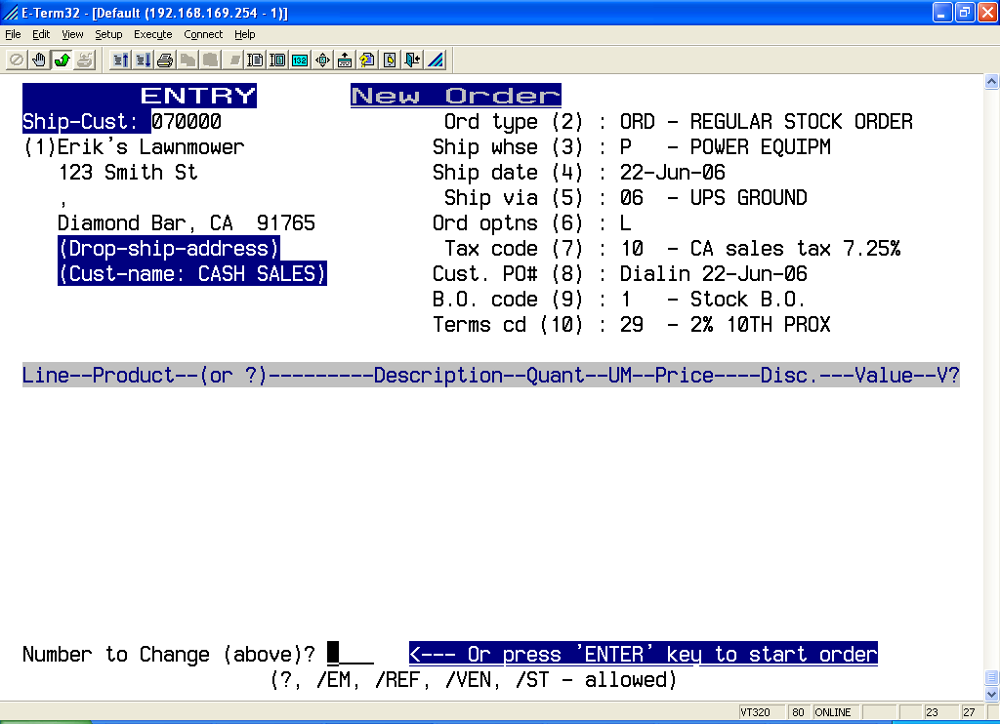 E-Term32 - [Default (192.168.169.254 - 1)]
File Edit View Setup Execute Connect Help
132
ENTRY New Order
Ship-Cust: 070000 Ord type (2) : ORD - REGULAR STOCK ORDER
(1)Erik's Lawnmower Ship whse (3) : P - POWER EQUIPM
123 Smith St Ship date (4) : 22-Jun-06
, Ship via (5) : 06 - UPS GROUND
Diamond Bar, CA 91765 Ord optns (6) : L
(Drop-ship-address) Tax code (7) : 10 - CA sales tax 7.25%
(Cust-name: CASH SALES) Cust. PO# (8) : Dialin 22-Jun-06
B.O. code (9) : 1 - Stock B.O.
Terms cd (10) : 29 - 2% 10TH PROX
Line--Product--(or ?)---------Description--Quant--UM--Price----Disc.---Value--V?
Number to Change (above)? ____ <--- Or press 'ENTER' key to start order
(?, /EM, /REF, /VEN, /ST - allowed)
VT320 80 ONLINE 23 27